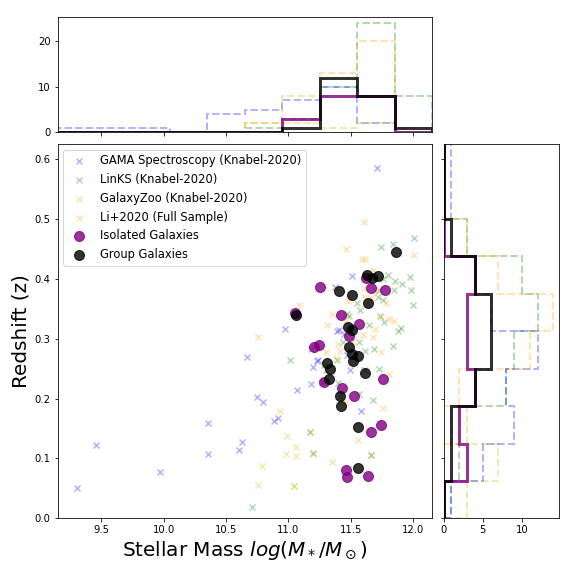 20
10
0
0.6
0.5
0.4
0.3
0.2
0.1
0.0
Redshift (z)
GAMA Spectroscopy (Knabel-2020)
LinKS (Knabel-2020)
GalaxyZoo (Knabel-2020)
Li+2020 (Full Sample)
Isolated Galaxies
Group Galaxies
9.5 10.0 10.5 11.0 11.5 12.0
0 5 10
Stellar Mass log(M*/M⊙)